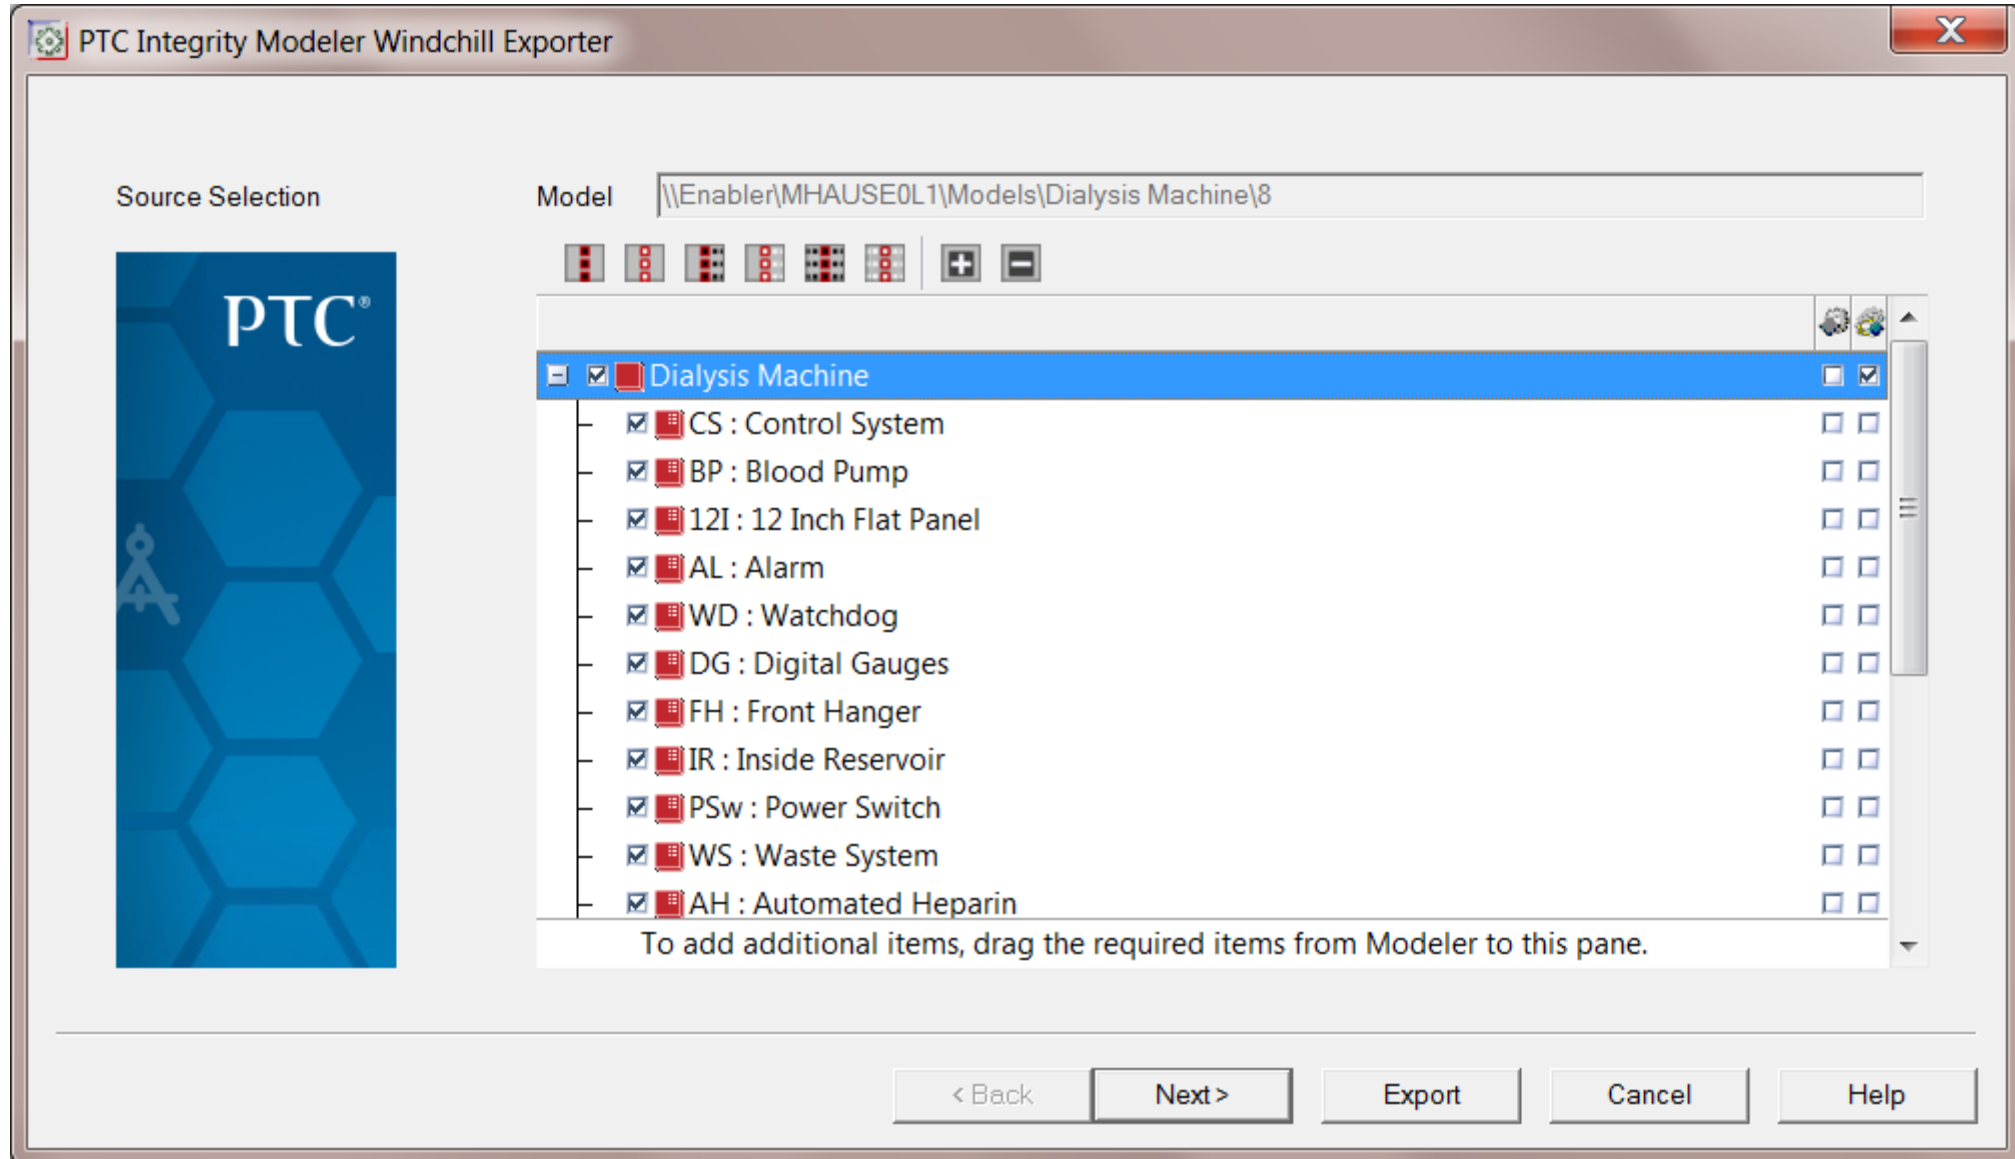 PTC Integrity Modeler Windchill Exporter
Source Selection
Model
\\Enabler\MHAUSE0L1\Models\Dialysis Machine\8
PTC®
Dialysis Machine
CS : Control System
BP : Blood Pump
12I : 12 Inch Flat Panel
AL : Alarm
WD : Watchdog
DG : Digital Gauges
FH : Front Hanger
IR : Inside Reservoir
PSw : Power Switch
WS : Waste System
AH : Automated Heparin
To add additional items, drag the required items from Modeler to this pane.
< Back
Next >
Export
Cancel
Help